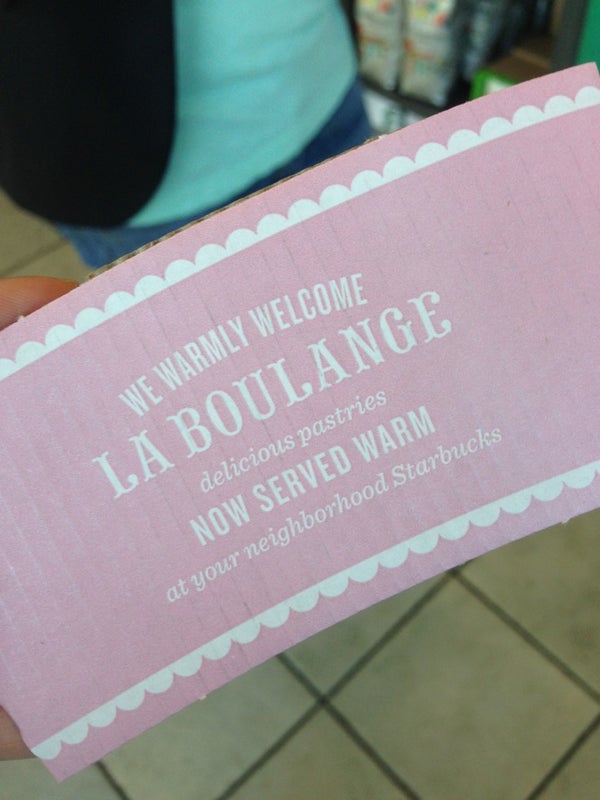 WE WARMLY WELCOME
LA BOULANGE
delicious pastries
NOW SERVED WARM
at your neighborhood Starbucks